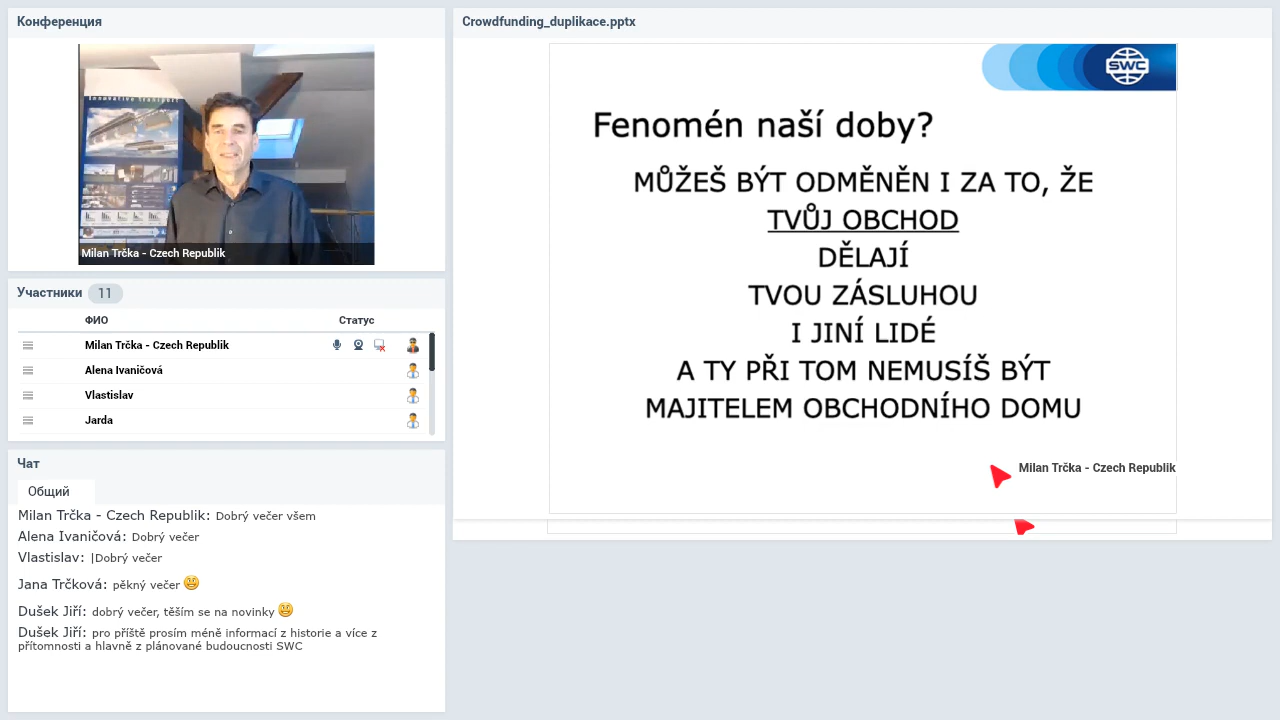 Конференция
Innovative transport
Milan Trčka - Czech Republik
Участники 11
ФИО Статус
Milan Trčka - Czech Republik
Alena Ivaničová
Vlastislav
Jarda
Чат
Общий
Milan Trčka - Czech Republik: Dobrý večer všem
Alena Ivaničová: Dobrý večer
Vlastislav: |Dobrý večer
Jana Trčková: pěkný večer
Dušek Jiří: dobrý večer, těším se na novinky
Dušek Jiří: pro příště prosím méně informací z historie a více z
přítomnosti a hlavně z plánované budoucnosti SWC
Crowdfunding_duplikace.pptx
SWC
Fenomén naší doby?
MŮŽEŠ BÝT ODMĚNĚN I ZA TO, ŽE
TVŮJ OBCHOD
DĚLAJÍ
TVOU ZÁSLUHOU
I JINÍ LIDÉ
A TY PŘI TOM NEMUSÍŠ BÝT
MAJITELEM OBCHODNÍHO DOMU
Milan Trčka - Czech Republik